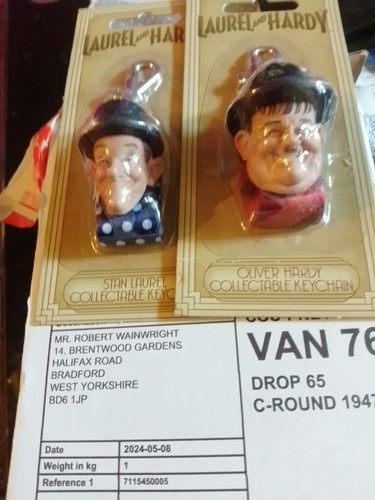 LAUREL AND HAR
LAUREL AND HARDY
STAN LAUREL
COLLECTABLE KEYC
OLIVER HARDY
COLLECTABLE KEYCHAIN
MR. ROBERT WAINWRIGHT
14. BRENTWOOD GARDENS
HALIFAX ROAD
BRADFORD
WEST YORKSHIRE
BD6 1JP
VAN 76
DROP 65
C-ROUND 1947
Date 2024-05-08
Weight in kg 1
Reference 1 7115450005